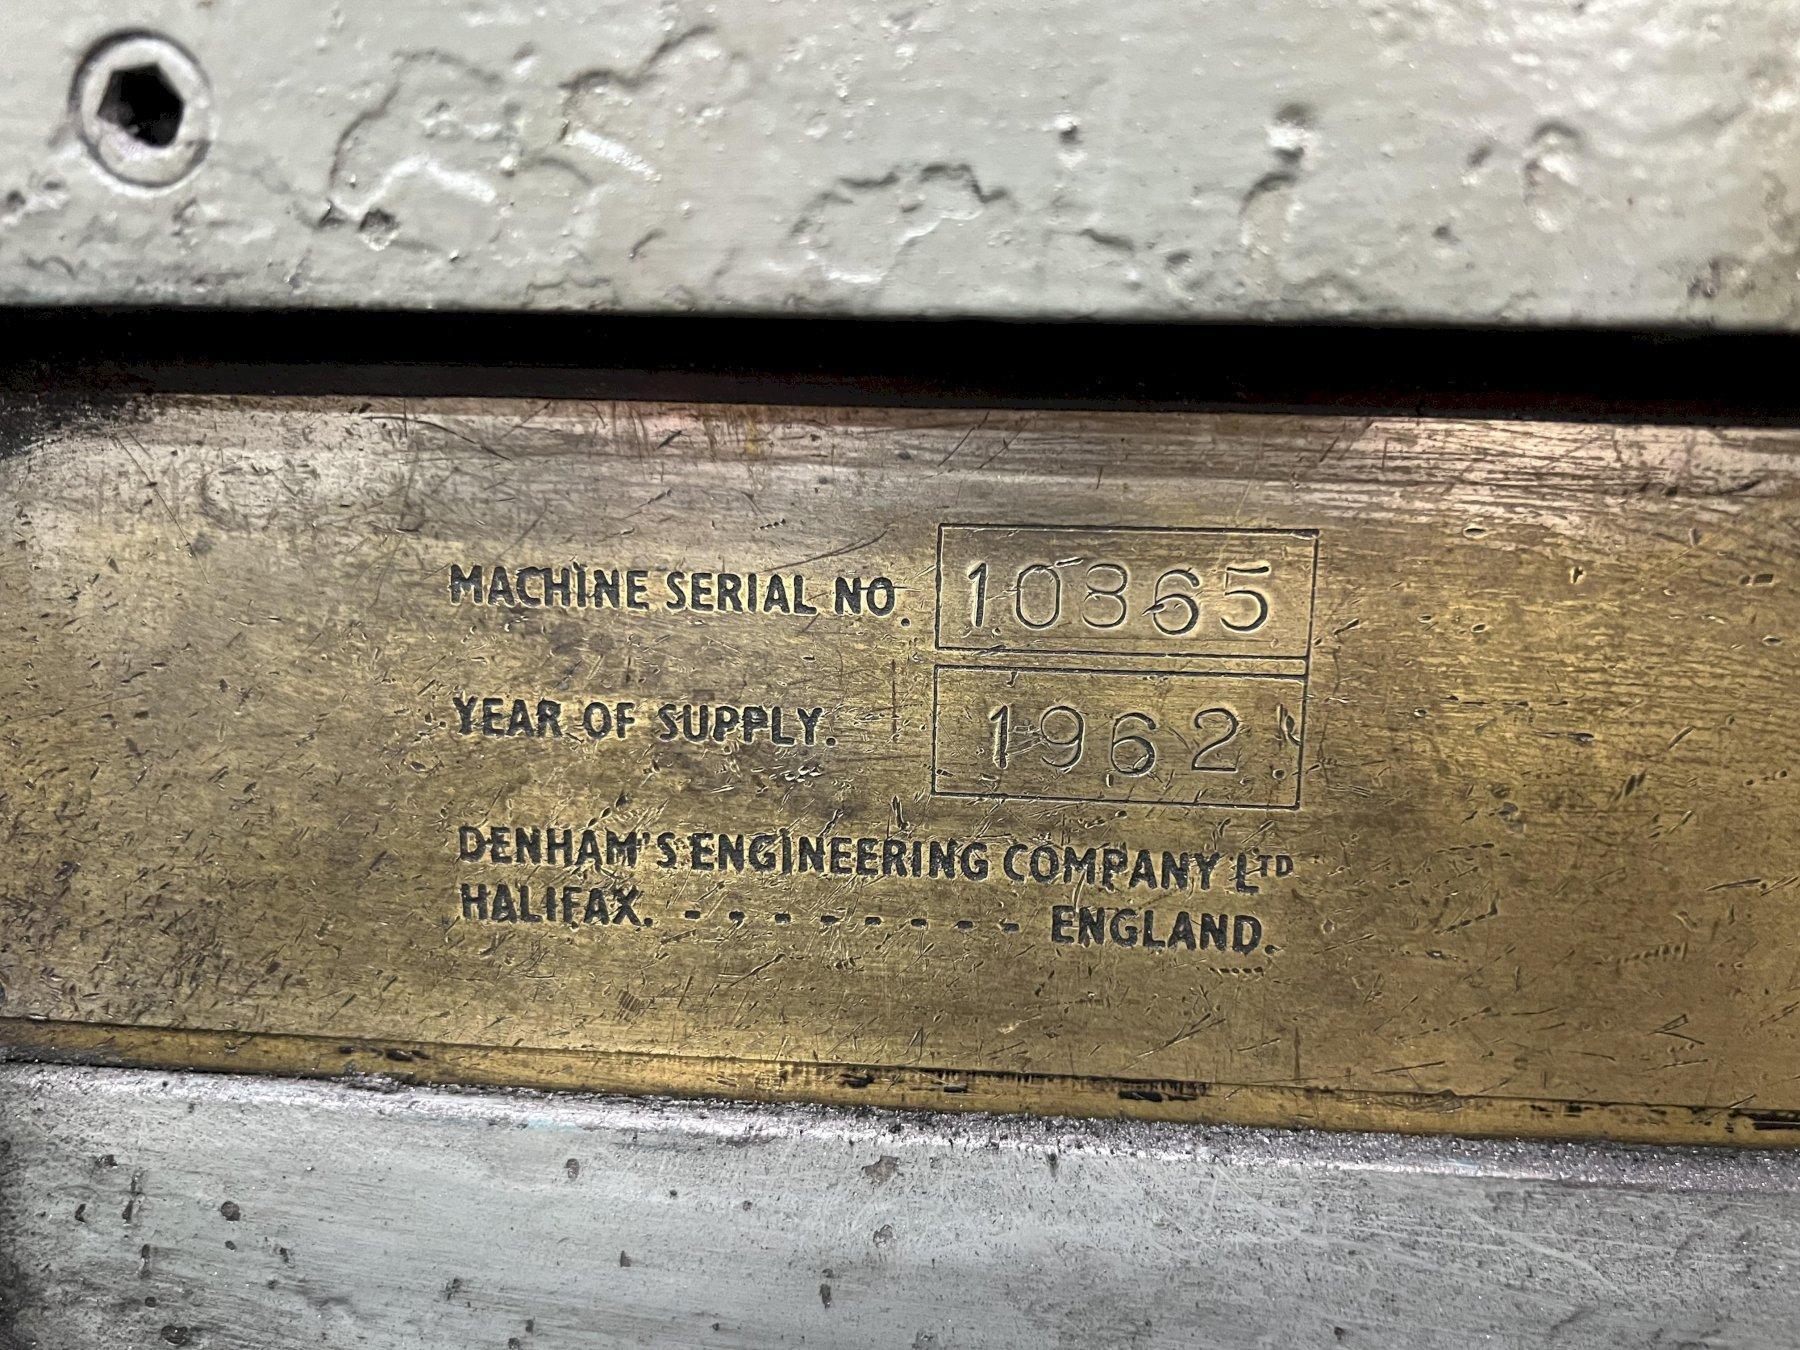 MACHINE SERIAL NO. 10865
YEAR OF SUPPLY. 1962
DENHAM'S ENGINEERING COMPANY LTD
HALIFAX. - - - - - - - - ENGLAND.